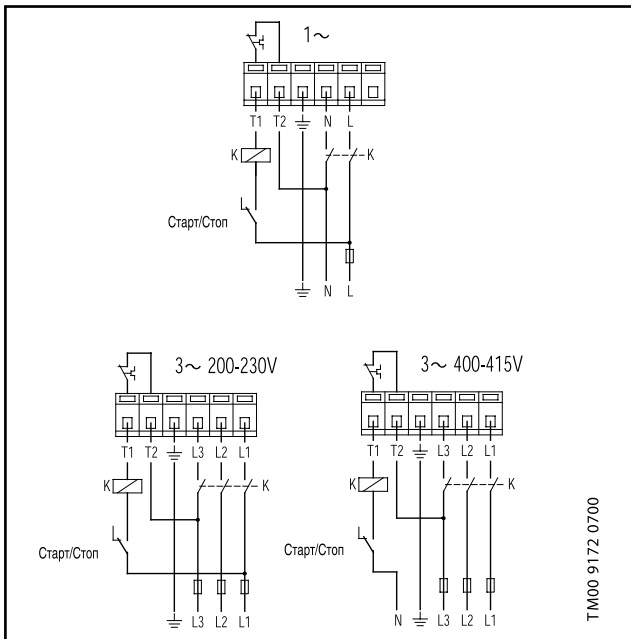 1~
T1 T2 N L
K K
Старт/Стоп
N L
3~ 200-230V
T1 T2 L3 L2 L1
K K
Старт/Стоп
L3 L2 L1
3~ 400-415V
T1 T2 L3 L2 L1
K K
Старт/Стоп
N L3 L2 L1
TM00 9172 0700